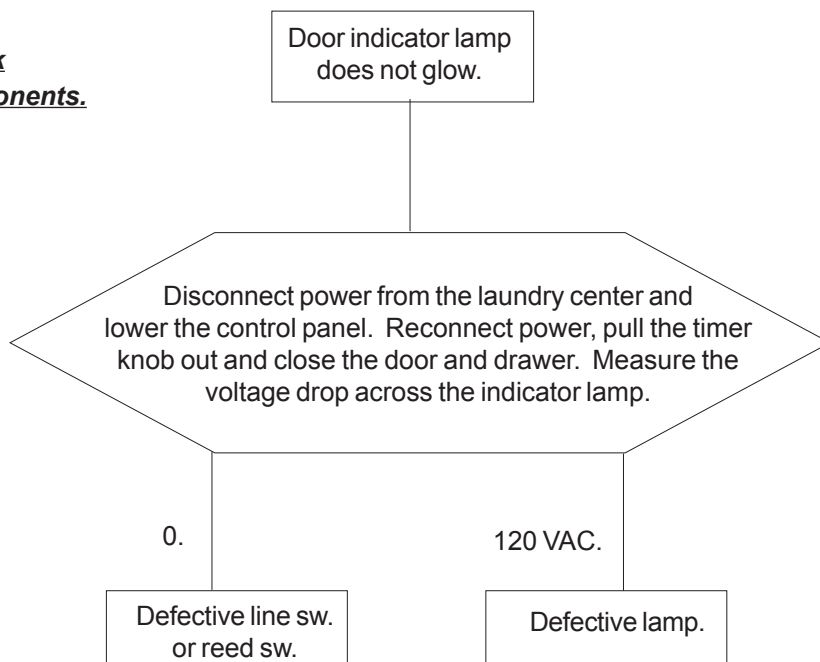 onents.
Door indicator lamp
does not glow.
Disconnect power from the laundry center and
lower the control panel.  Reconnect power, pull the timer
knob out and close the door and drawer.  Measure the
voltage drop across the indicator lamp.
0.
120 VAC.
Defective line sw.
or reed sw.
Defective lamp.